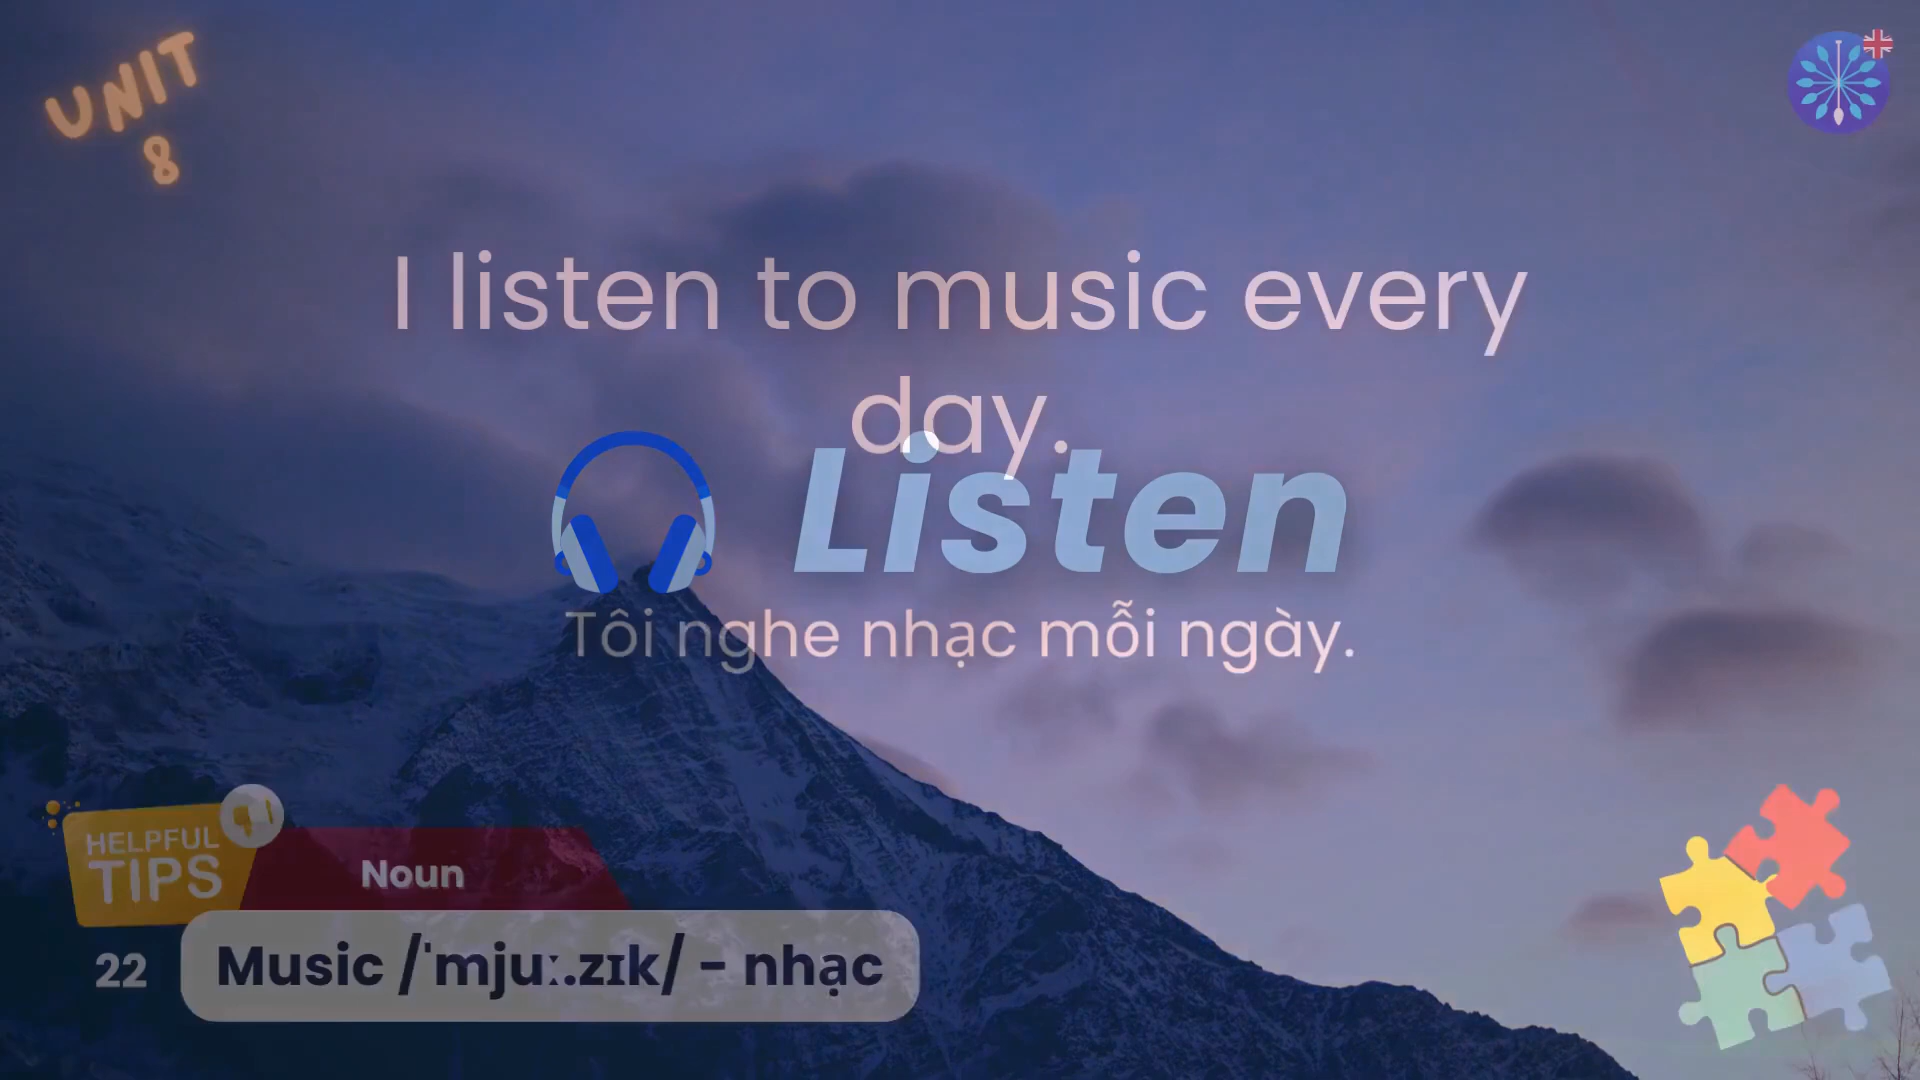 UNIT
8
I listen to music every
day.
Listen
Tôi nghe nhạc mỗi ngày.
HELPFUL
TIPS
Noun
22
Music /ˈmjuː.zɪk/ - nhạc